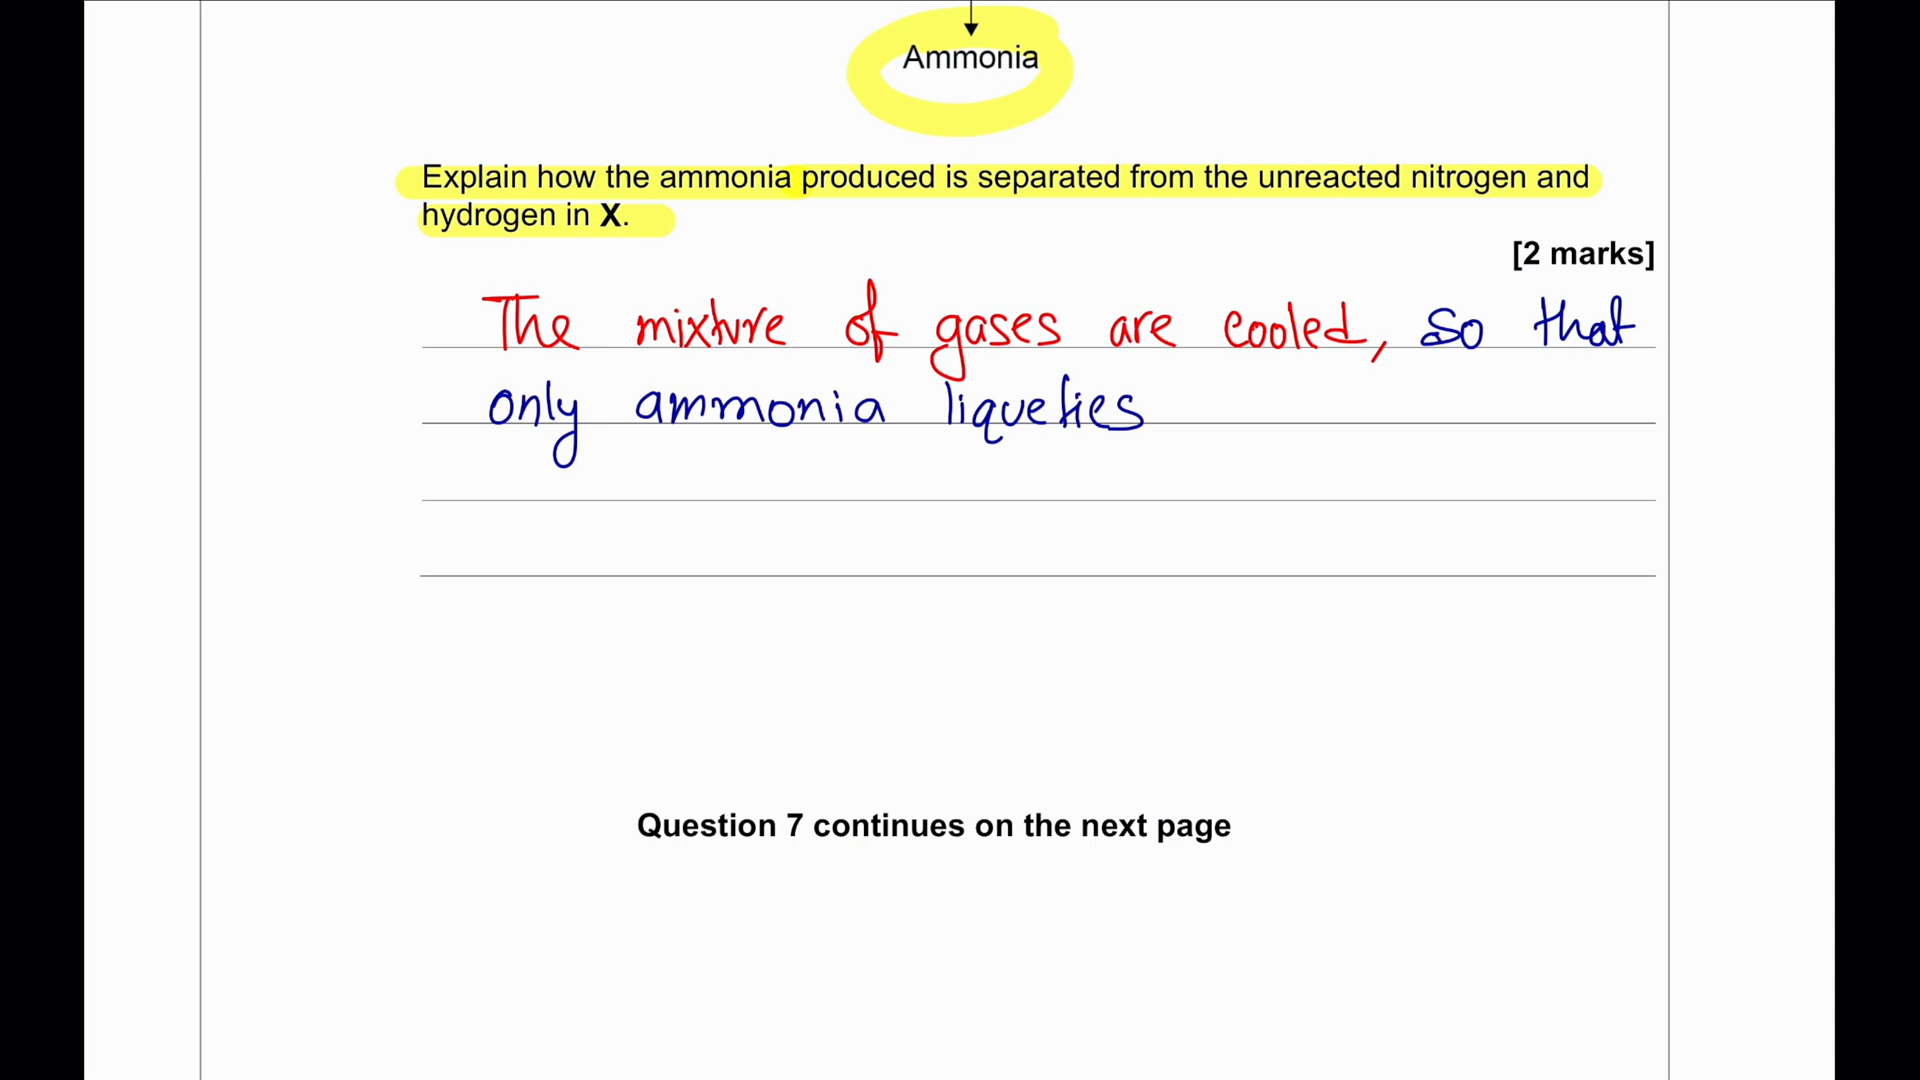 Ammonia
Explain how the ammonia produced is separated from the unreacted nitrogen and
hydrogen in X.
[2 marks]
The mixture of gases are cooled, so that
only ammonia liquefies
Question 7 continues on the next page